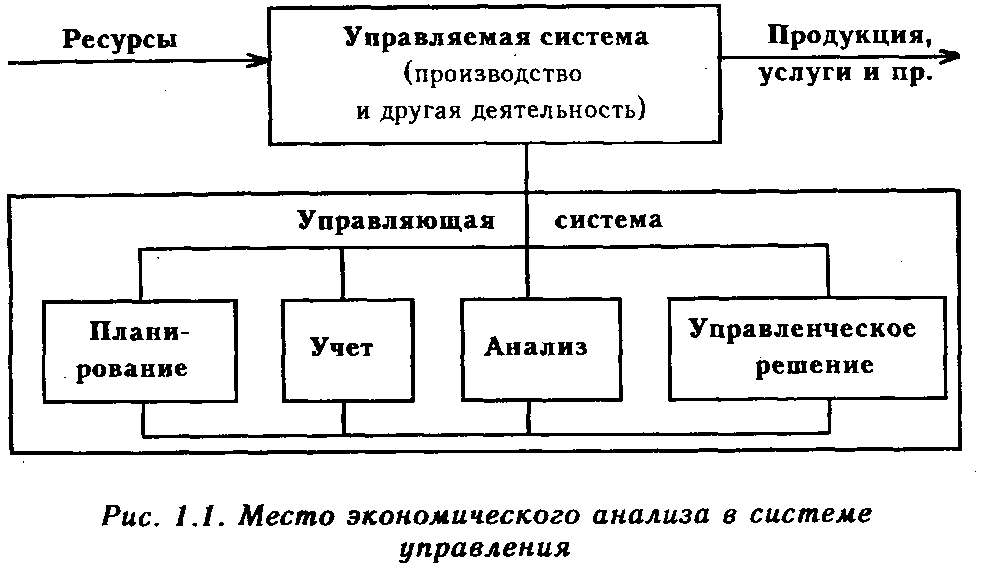 Ресурсы
Управляемая система
(производство
и другая деятельность)
Продукция,
услуги и пр.
Управляющая система
Плани-
рование
Учет
Анализ
Управленческое
решение
Рис. 1.1. Место экономического анализа в системе
управления